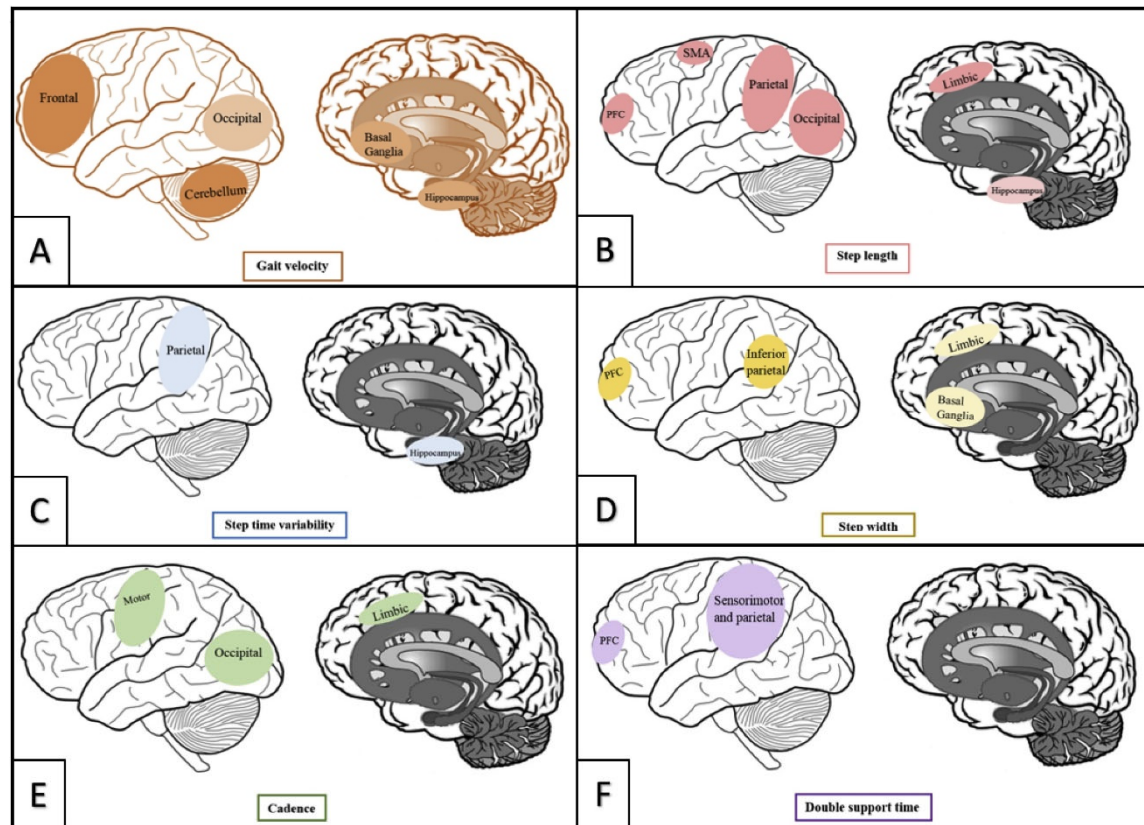 Frontal
Occipital
Cerebellum
Basal
Ganglia
Hippocampus
A
Gait velocity
SMA
PFC
Parietal
Occipital
Limbic
Hippocampus
B
Step length
Parietal
Hippocampus
C
Step time variability
PFC
Inferior
parietal
Limbic
Basal
Ganglia
D
Step width
Motor
Occipital
Limbic
E
Cadence
PFC
Sensorimotor
and parietal
F
Double support time